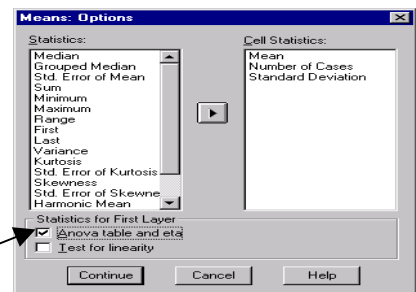 Means: Options
Statistics:
Median
Grouped Median
Std. Error of Mean
Sum
Minimum
Maximum
Range
First
Last
Variance
Kurtosis
Std. Error of Kurtosis
Skewness
Std. Error of Skewne
Harmonic Mean
Cell Statistics:
Mean
Number of Cases
Standard Deviation
Statistics for First Layer
Anova table and eta
Test for linearity
Continue Cancel Help